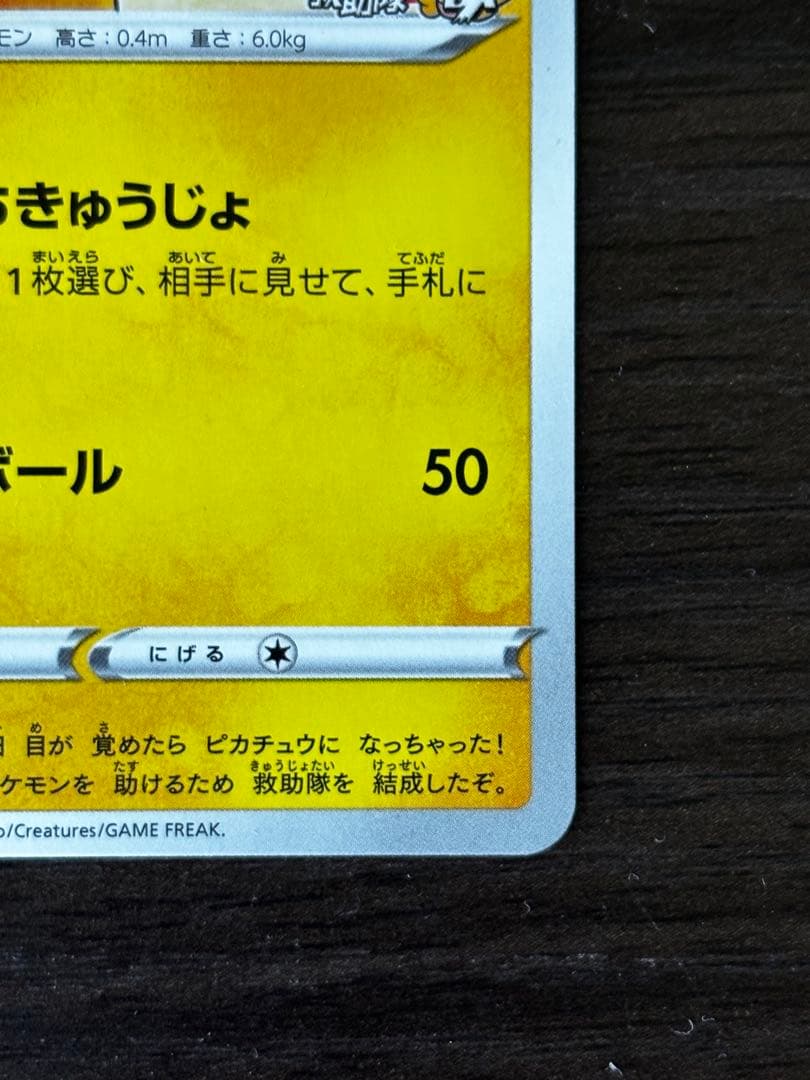 救助隊
モン 高さ：0.4m 重さ：6.0kg
きゅうじょ
まいえら あいて み てふだ
1枚選び、相手に見せて、手札に
ボール 50
にげる
め さ
目が 覚めたら ピカチュウに なっちゃった！
たす きゅうじょたい けっせい
ケモンを 助けるため 救助隊を 結成したぞ。
/Creatures/GAME FREAK.